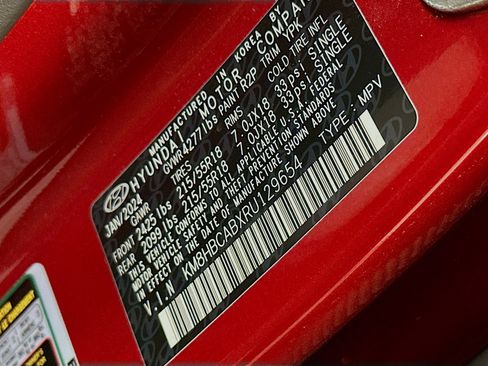 MANUFACTURED IN KOREA BY
HYUNDAI MOTOR COMPANY
JAN/2024 GVWR 4277lbs PAINT R2P TRIM YPK
GAWR TIRES RIMS COLD TIRE INFL
FRONT 2425 lbs 215/55R18 7.0JX18 33psi SINGLE
REAR 2099 lbs 215/55R18 7.0JX18 33psi SINGLE
THIS VEHICLE CONFORMS TO ALL APPLICABLE U.S. FEDERAL
MOTOR VEHICLE SAFETY AND THEFT PREVENTION STANDARDS
IN EFFECT ON THE DATE OF MANUFACTURE SHOWN ABOVE
V.I.N KM8HBCABXRU129654 TYPE: MPV